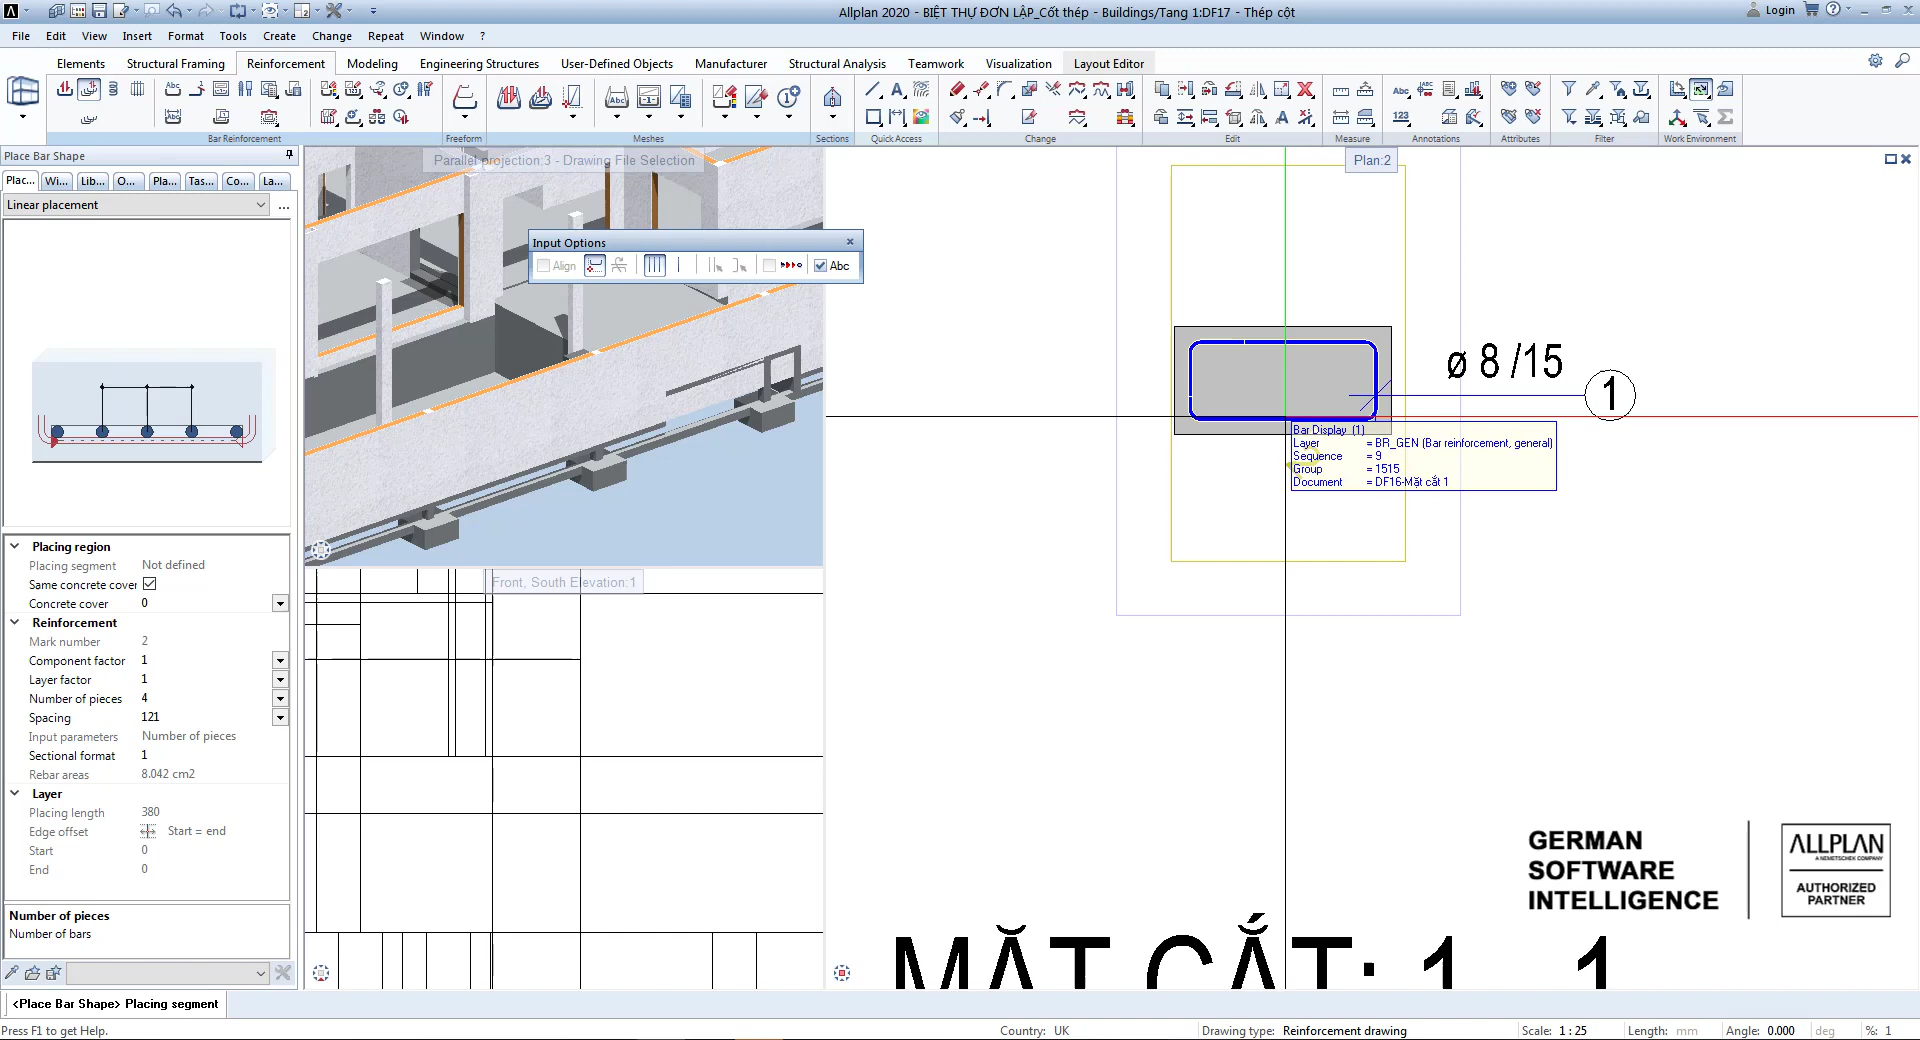 Allplan 2020 - BIỆT THỰ ĐƠN LẬP_Cốt thép - Buildings/Tang 1:DF17 - Thép cột
Login
File Edit View Insert Format Tools Create Change Repeat Window ?
Elements Structural Framing Reinforcement Modeling Engineering Structures User-Defined Objects Manufacturer Structural Analysis Teamwork Visualization Layout Editor
Bar Reinforcement Freeform Meshes Sections Quick Access Change Edit Measure Annotations Attributes Filter Work Environment
Place Bar Shape
Plac... Wi... Lib... O... Pla... Tas... Co... La...
Linear placement
...
Placing region
Placing segment Not defined
Same concrete cover
Concrete cover 0
Reinforcement
Mark number 2
Component factor 1
Layer factor 1
Number of pieces 4
Spacing 121
Input parameters Number of pieces
Sectional format 1
Rebar areas 8.042 cm2
Layer
Placing length 380
Edge offset Start = end
Start 0
End 0
Number of pieces
Number of bars
Parallel projection:3 - Drawing File Selection
Input Options
Align
Abc
Front, South Elevation:1
Plan:2
ø 8 /15
1
Bar Display (1)
Layer = BR_GEN (Bar reinforcement, general)
Sequence = 9
Group = 1515
Document = DF16-Mặt cắt 1
GERMAN
SOFTWARE
INTELLIGENCE
ALLPLAN
A NEMETSCHEK COMPANY
AUTHORIZED
PARTNER
MẶT CẮT: 1 1
<Place Bar Shape> Placing segment
Press F1 to get Help.
Country: UK
Drawing type: Reinforcement drawing
Scale: 1 : 25
Length: mm
Angle: 0.000 deg
%: 1